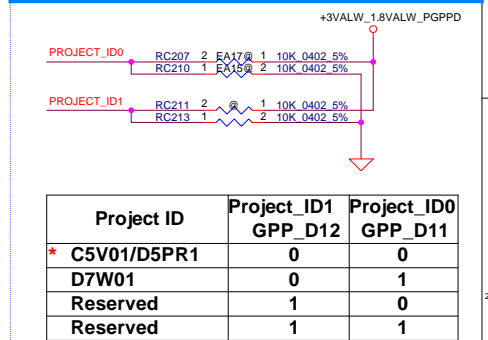 +3VALW_1.8VALW_PGPPD
PROJECT_ID0
RC207 2 EA17@ 1 10K_0402_5%
RC210 1 EA15@ 2 10K_0402_5%
PROJECT_ID1
RC211 2 @ 1 10K_0402_5%
RC213 1 2 10K_0402_5%
Project ID Project_ID1 GPP_D12 Project_ID0 GPP_D11
* C5V01/D5PR1 0 0
D7W01 0 1
Reserved 1 0
Reserved 1 1
2